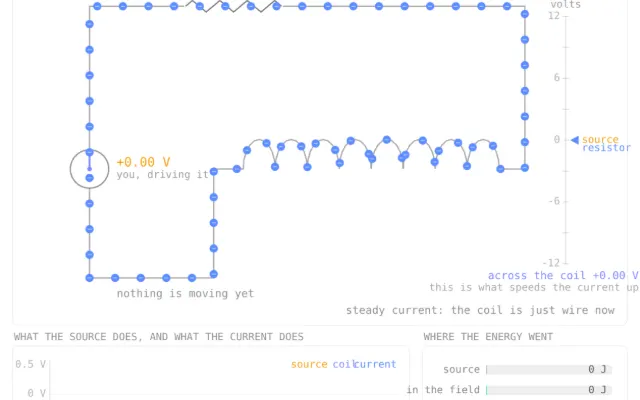 volts
12
6
0
source
resistor
+0.00 V
you, driving it
-6
-12
across the coil +0.00 V
this is what speeds the current up
nothing is moving yet
steady current: the coil is just wire now
WHAT THE SOURCE DOES, AND WHAT THE CURRENT DOES
WHERE THE ENERGY WENT
0.5 V
source coil current
0 V
source 0 J
in the field 0 J